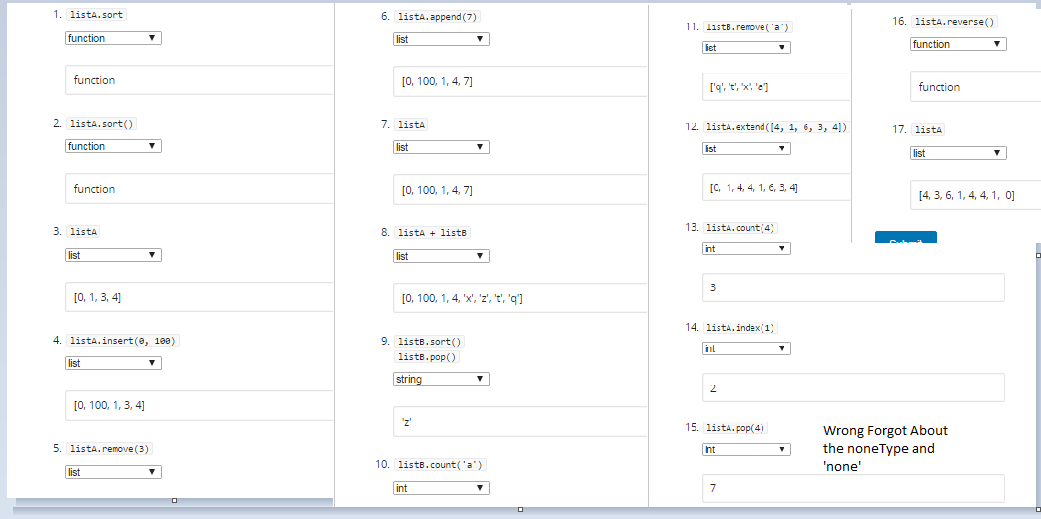 1. listA.sort
function
function
2. listA.sort()
function
function
3. listA
list
[0, 1, 3, 4]
4. listA.insert(0, 100)
list
[0, 100, 1, 3, 4]
5. listA.remove(3)
list
6. listA.append(7)
list
[0, 100, 1, 4, 7]
7. listA
list
[0, 100, 1, 4, 7]
8. listA + listB
list
[0, 100, 1, 4, 'x', 'z', 't', 'q']
9. listB.sort()
listB.pop()
string
'z'
10. listB.count('a')
int
11. listB.remove('a')
list
['q', 't', 'x', 'a']
12. listA.extend([4, 1, 6, 3, 4])
list
[0, 1, 4, 4, 1, 6, 3, 4]
13. listA.count(4)
int
3
14. listA.index(1)
int
2
15. listA.pop(4)
int
7
Wrong Forgot About
the noneType and
'none'
16. listA.reverse()
function
function
17. listA
list
[4, 3, 6, 1, 4, 4, 1, 0]
Submit